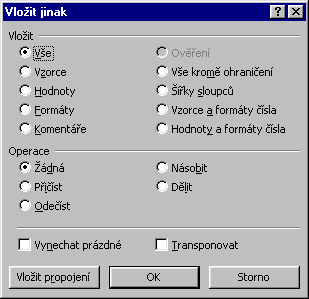 Vložit jinak
Vložit
Vše
Ověření
Vzorce
Vše kromě ohraničení
Hodnoty
Šířky sloupců
Formáty
Vzorce a formáty čísla
Komentáře
Hodnoty a formáty čísla
Operace
Žádná
Násobit
Přičíst
Dělit
Odečíst
Vynechat prázdné
Transponovat
Vložit propojení
OK
Storno